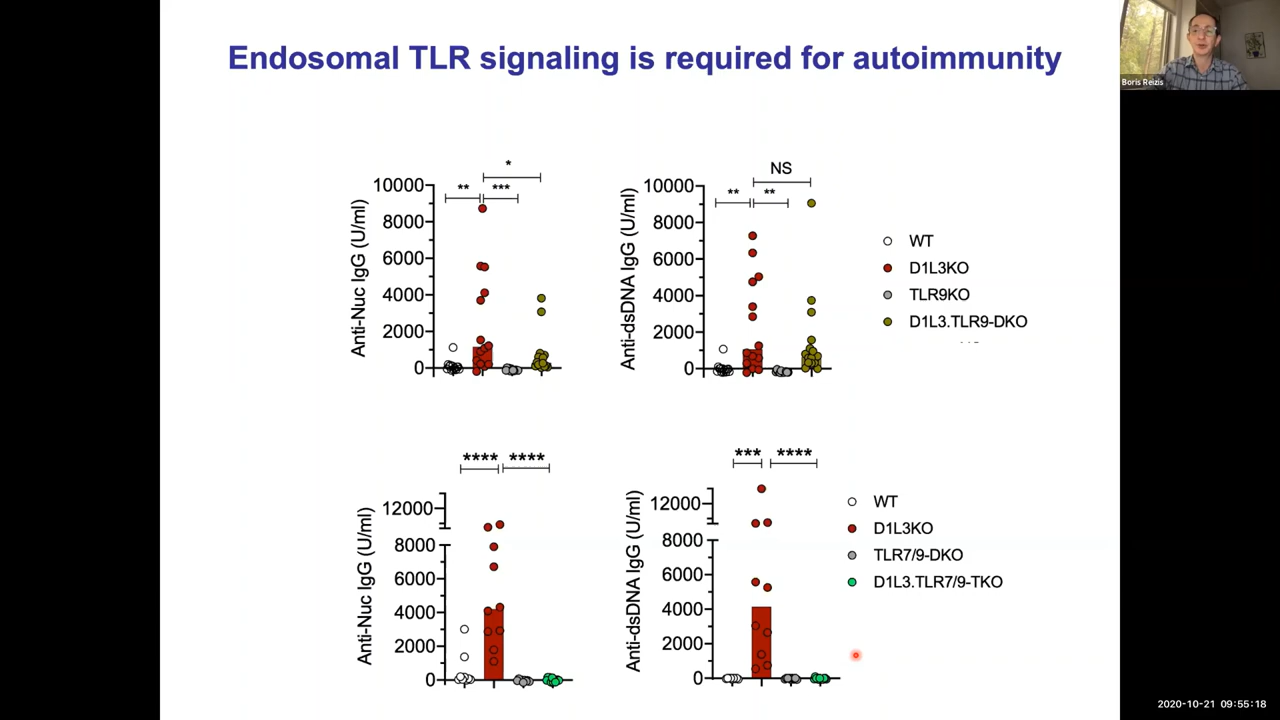 Endosomal TLR signaling is required for autoimmunity
Boris Reizis
Anti-Nuc IgG (U/ml)
10000
8000
6000
4000
2000
0
**
***
*
Anti-dsDNA IgG (U/ml)
10000
8000
6000
4000
2000
0
**
**
NS
WT
D1L3KO
TLR9KO
D1L3.TLR9-DKO
Anti-Nuc IgG (U/ml)
12000
8000
6000
4000
2000
0
****
****
Anti-dsDNA IgG (U/ml)
12000
8000
6000
4000
2000
0
***
****
WT
D1L3KO
TLR7/9-DKO
D1L3.TLR7/9-TKO
2020-10-21 09:55:18